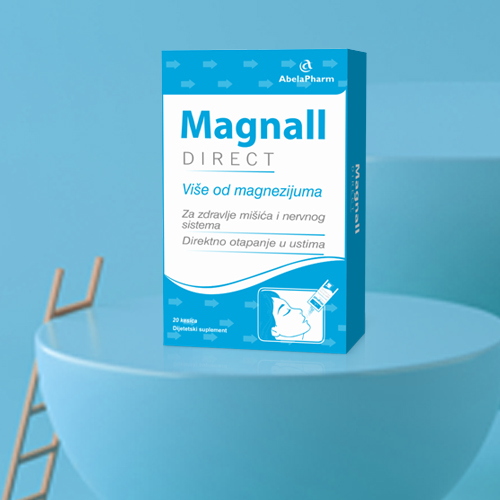 AbelaPharm
Magnall
DIRECT
Više od magnezijuma
Za zdravlje mišića i nervnog
sistema
Direktno otapanje u ustima
20 kesica
Dijetetski suplement
Magnall
DIRECT